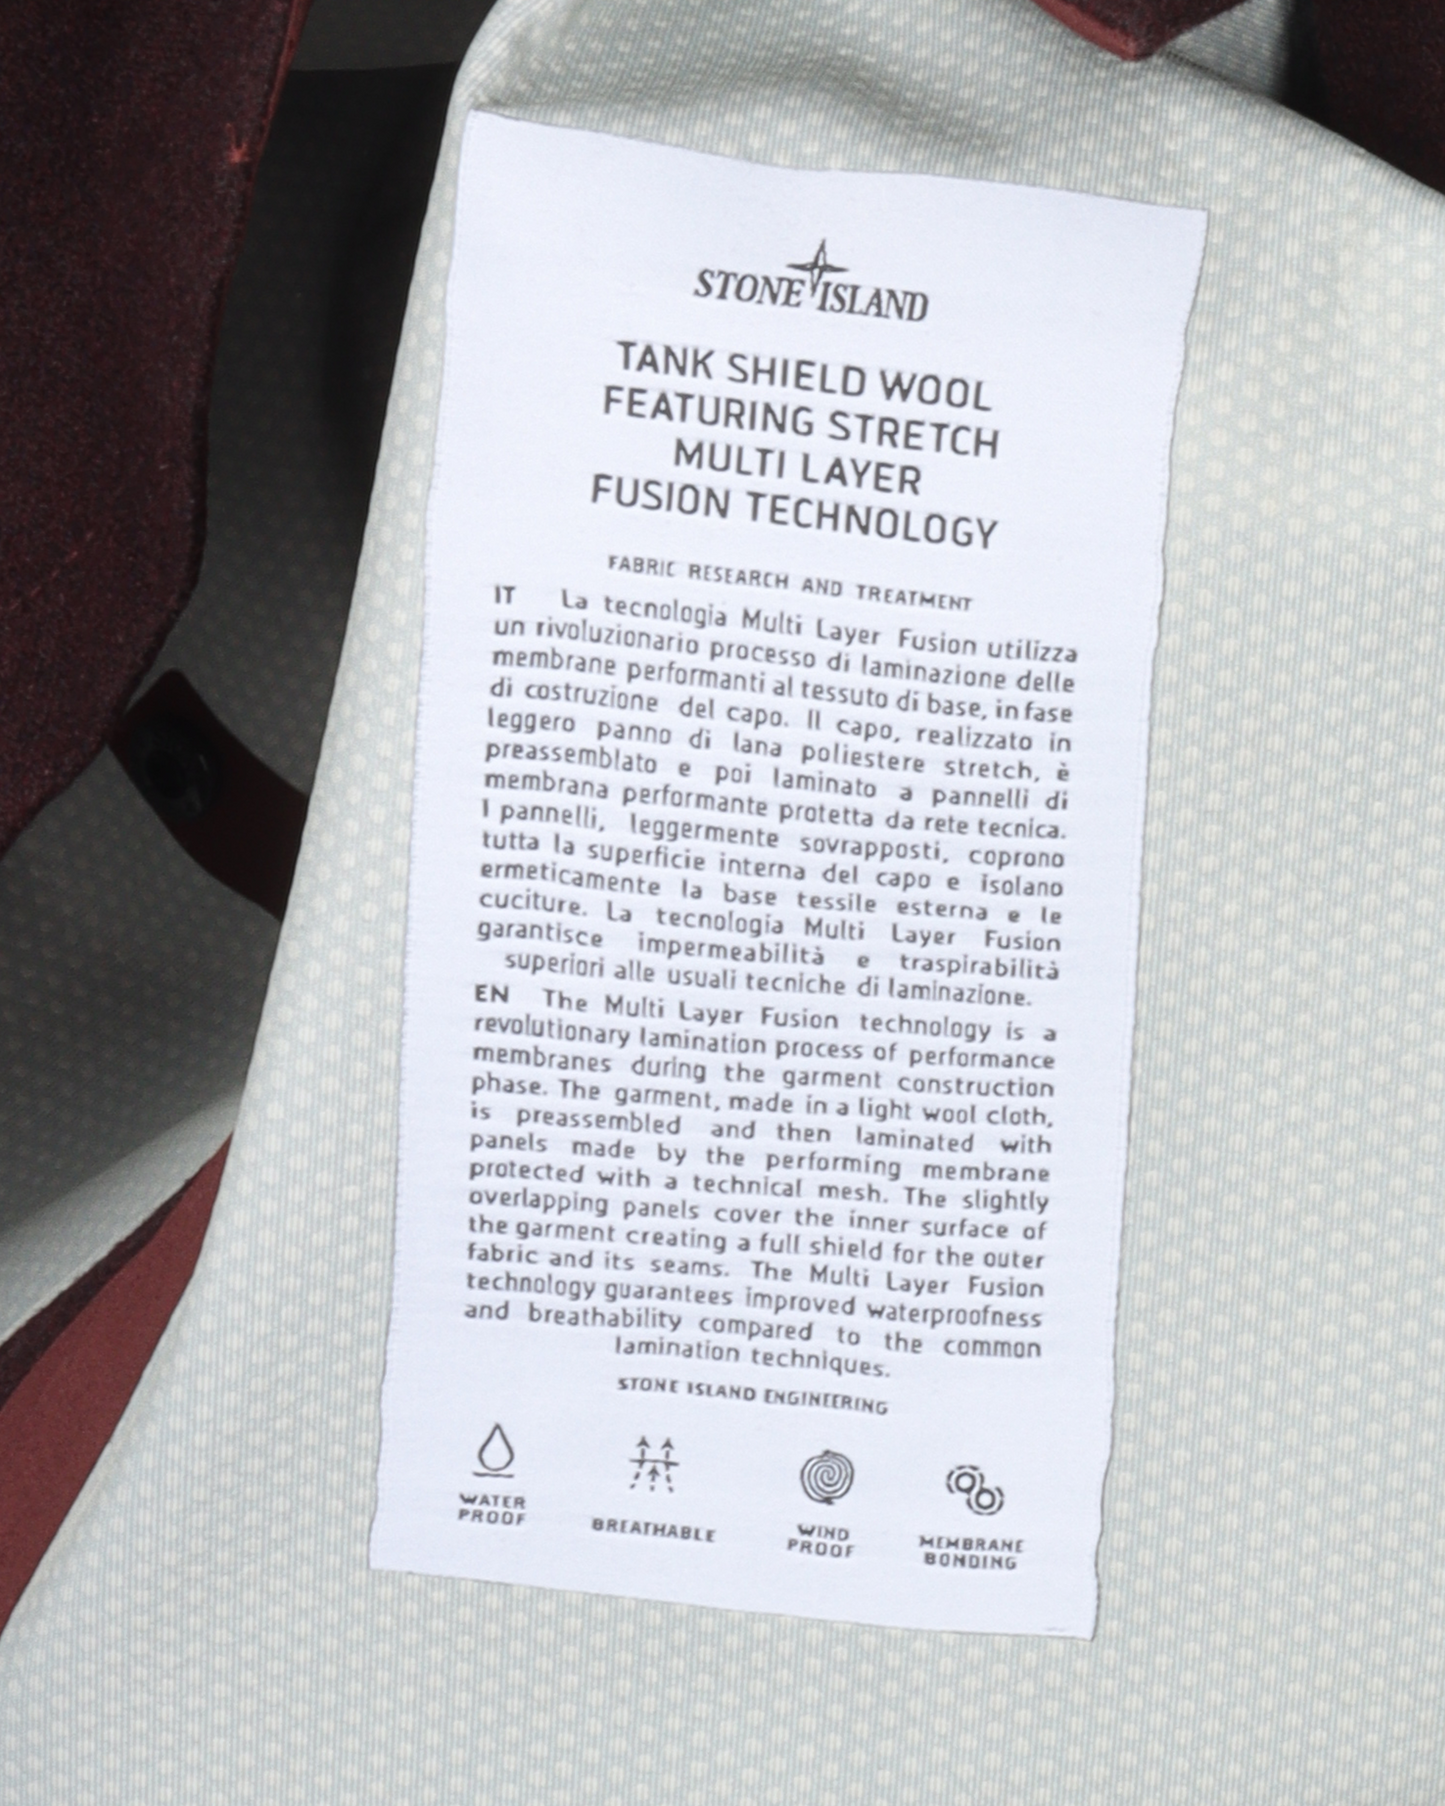 STONE ISLAND
TANK SHIELD WOOL
FEATURING STRETCH
MULTI LAYER
FUSION TECHNOLOGY
FABRIC RESEARCH AND TREATMENT
IT La tecnologia Multi Layer Fusion utilizza
un rivoluzionario processo di laminazione delle
membrane performanti al tessuto di base, in fase
di costruzione del capo. Il capo, realizzato in
leggero panno di lana poliestere stretch, è
preassemblato e poi laminato a pannelli di
membrana performante protetta da rete tecnica.
I pannelli, leggermente sovrapposti, coprono
tutta la superficie interna del capo e isolano
ermeticamente la base tessile esterna e le
cuciture. La tecnologia Multi Layer Fusion
garantisce impermeabilità e traspirabilità
superiori alle usuali tecniche di laminazione.
EN The Multi Layer Fusion technology is a
revolutionary lamination process of performance
membranes during the garment construction
phase. The garment, made in a light wool cloth,
is preassembled and then laminated with
panels made by the performing membrane
protected with a technical mesh. The slightly
overlapping panels cover the inner surface of
the garment creating a full shield for the outer
fabric and its seams. The Multi Layer Fusion
technology guarantees improved waterproofness
and breathability compared to the common
lamination techniques.
STONE ISLAND ENGINEERING
WATER
PROOF
BREATHABLE
WIND
PROOF
MEMBRANE
BONDING